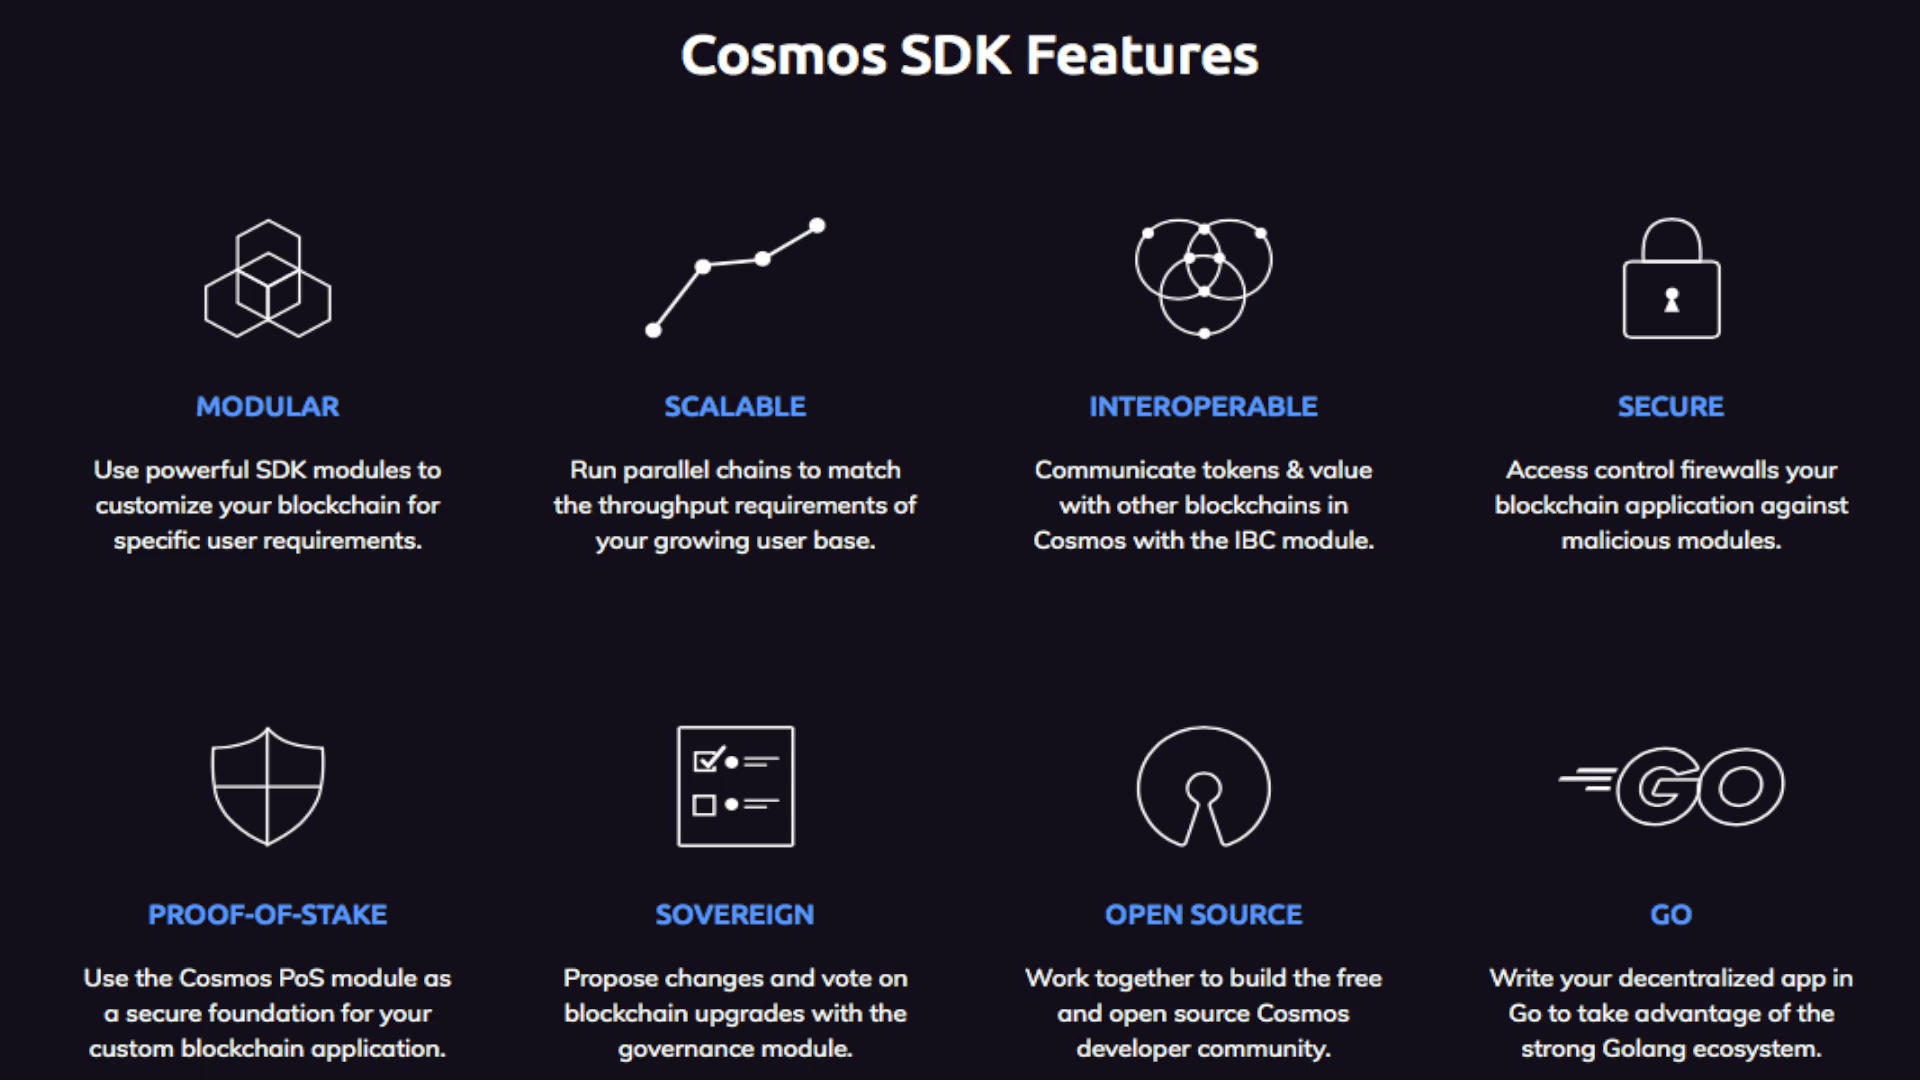 Cosmos SDK Features
MODULAR
Use powerful SDK modules to
customize your blockchain for
specific user requirements.
SCALABLE
Run parallel chains to match
the throughput requirements of
your growing user base.
INTEROPERABLE
Communicate tokens & value
with other blockchains in
Cosmos with the IBC module.
SECURE
Access control firewalls your
blockchain application against
malicious modules.
PROOF-OF-STAKE
Use the Cosmos PoS module as
a secure foundation for your
custom blockchain application.
SOVEREIGN
Propose changes and vote on
blockchain upgrades with the
governance module.
OPEN SOURCE
Work together to build the free
and open source Cosmos
developer community.
GO
GO
Write your decentralized app in
Go to take advantage of the
strong Golang ecosystem.